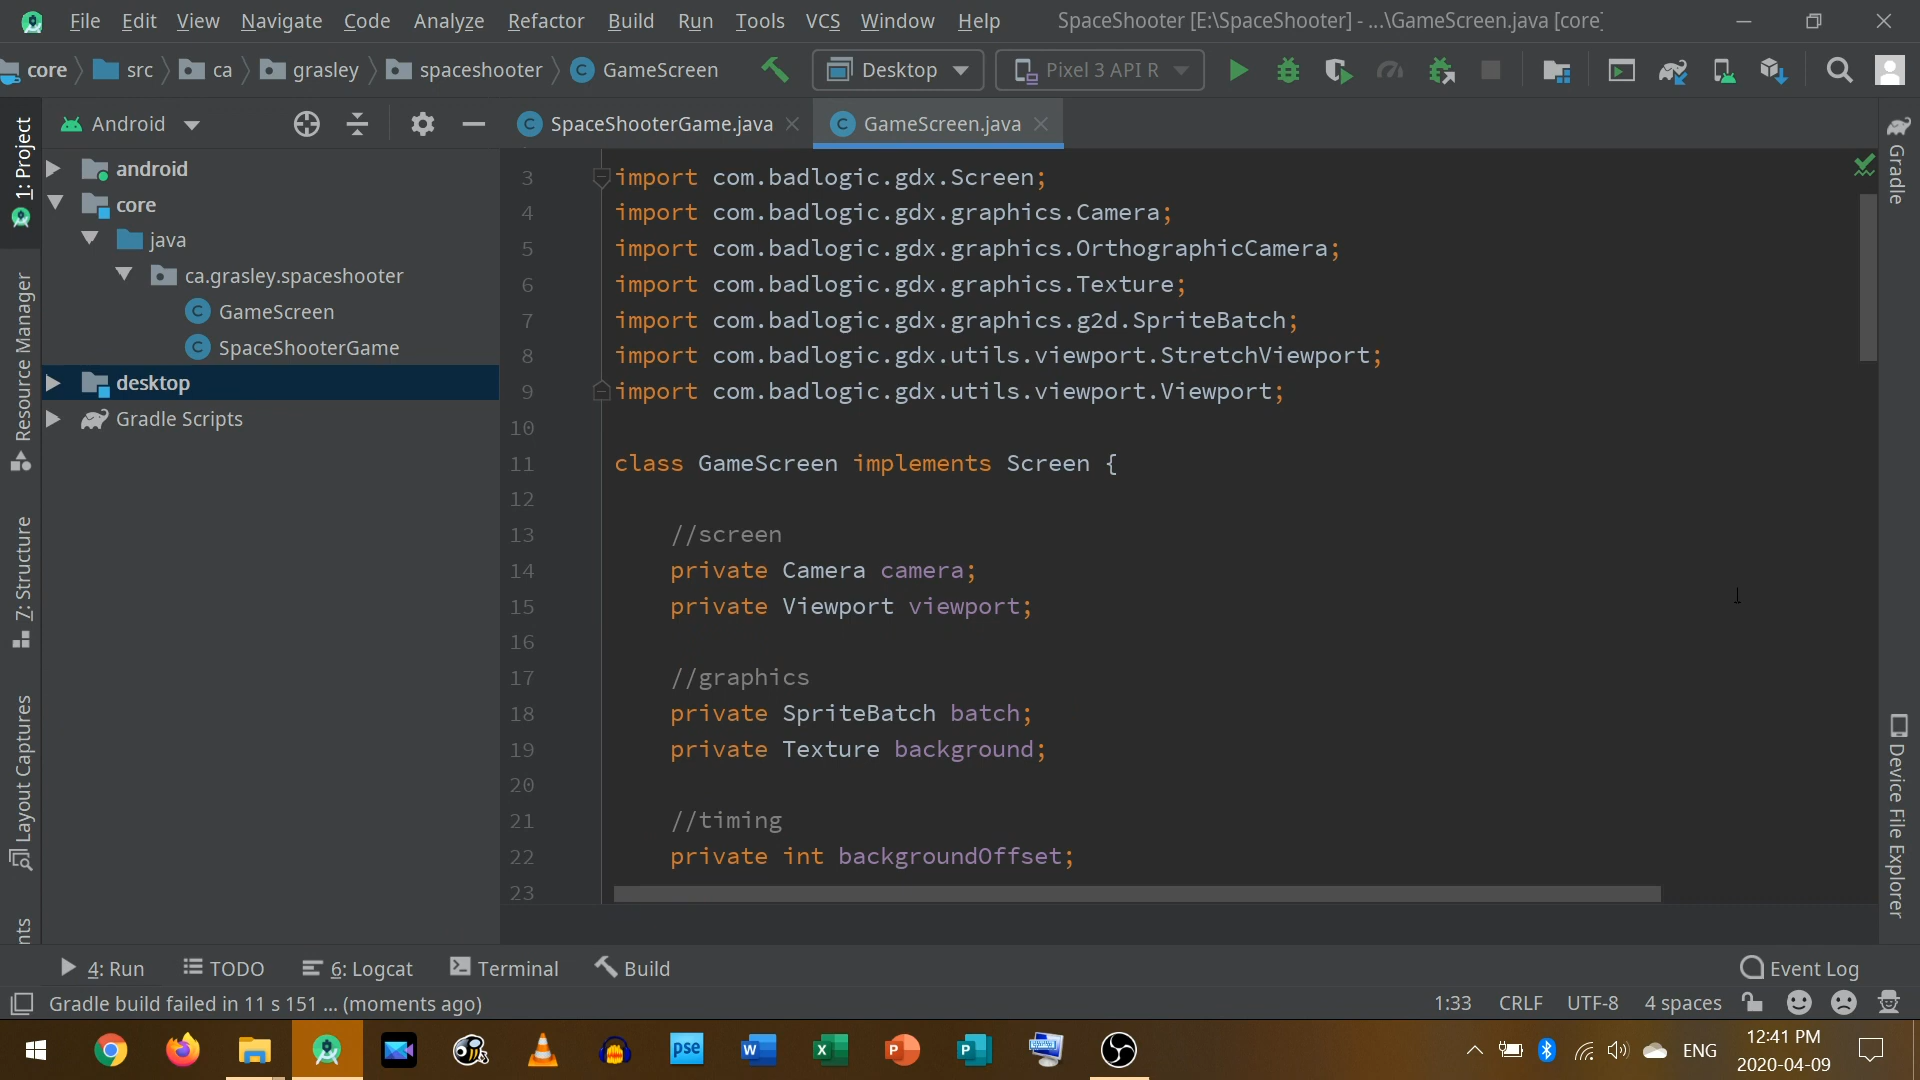 File Edit View Navigate Code Analyze Refactor Build Run Tools VCS Window Help SpaceShooter [E:\SpaceShooter] - ...\GameScreen.java [core]
core src ca grasley spaceshooter GameScreen Desktop Pixel 3 API R
Android SpaceShooterGame.java GameScreen.java
1: Project
Resource Manager
7: Structure
Layout Captures
nts
android
core
java
ca.grasley.spaceshooter
GameScreen
SpaceShooterGame
desktop
Gradle Scripts
3 import com.badlogic.gdx.Screen;
4 import com.badlogic.gdx.graphics.Camera;
5 import com.badlogic.gdx.graphics.OrthographicCamera;
6 import com.badlogic.gdx.graphics.Texture;
7 import com.badlogic.gdx.graphics.g2d.SpriteBatch;
8 import com.badlogic.gdx.utils.viewport.StretchViewport;
9 import com.badlogic.gdx.utils.viewport.Viewport;
10
11 class GameScreen implements Screen {
12
13 //screen
14 private Camera camera;
15 private Viewport viewport;
16
17 //graphics
18 private SpriteBatch batch;
19 private Texture background;
20
21 //timing
22 private int backgroundOffset;
23
Gradle
Device File Explorer
4: Run TODO 6: Logcat Terminal Build Event Log
Gradle build failed in 11 s 151 ... (moments ago) 1:33 CRLF UTF-8 4 spaces
pse W X P P ENG 12:41 PM
2020-04-09